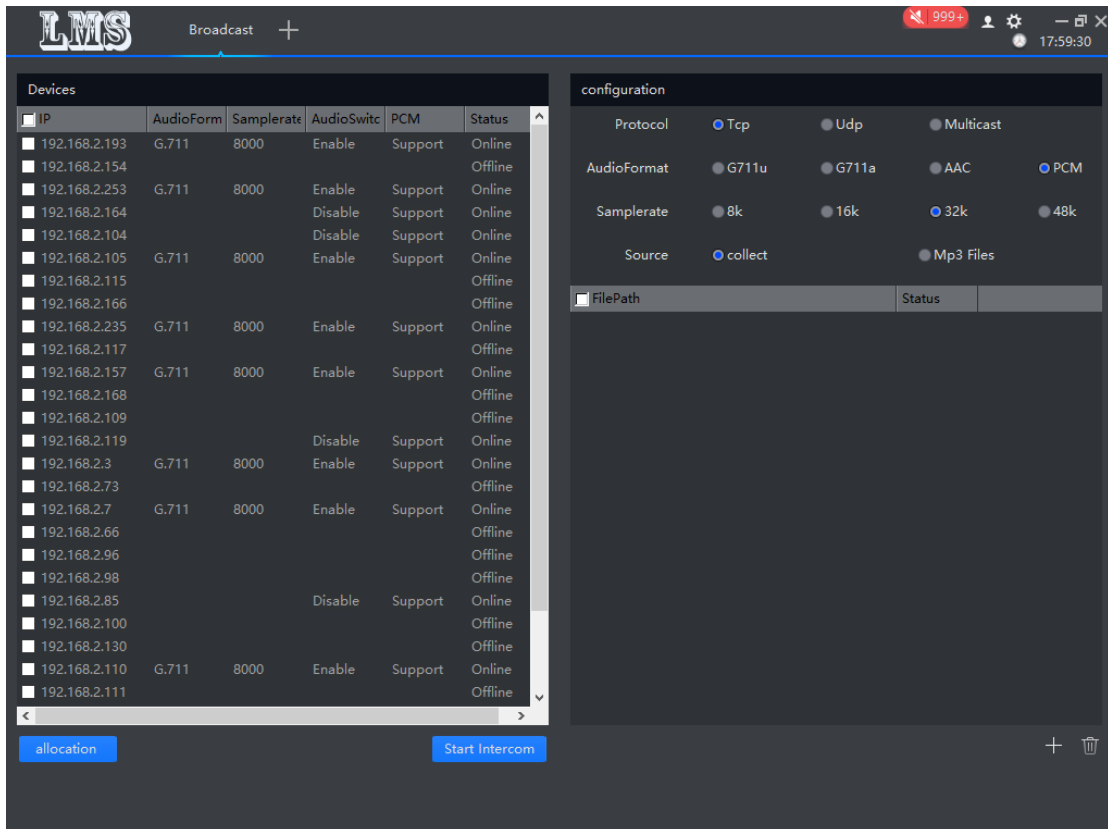 LMS Broadcast 999+
17:59:30
Devices
IP AudioForm Samplerate AudioSwitc PCM Status
192.168.2.193 G.711 8000 Enable Support Online
192.168.2.154 Offline
192.168.2.253 G.711 8000 Enable Support Online
192.168.2.164 Disable Support Online
192.168.2.104 Disable Support Online
192.168.2.105 G.711 8000 Enable Support Online
192.168.2.115 Offline
192.168.2.166 Offline
192.168.2.235 G.711 8000 Enable Support Online
192.168.2.117 Offline
192.168.2.157 G.711 8000 Enable Support Online
192.168.2.168 Offline
192.168.2.109 Offline
192.168.2.119 Disable Support Online
192.168.2.3 G.711 8000 Enable Support Online
192.168.2.73 Offline
192.168.2.7 G.711 8000 Enable Support Online
192.168.2.66 Offline
192.168.2.96 Offline
192.168.2.98 Offline
192.168.2.85 Disable Support Online
192.168.2.100 Offline
192.168.2.130 Offline
192.168.2.110 G.711 8000 Enable Support Online
192.168.2.111 Offline
allocation Start Intercom
configuration
Protocol Tcp Udp Multicast
AudioFormat G711u G711a AAC PCM
Samplerate 8k 16k 32k 48k
Source collect Mp3 Files
FilePath Status